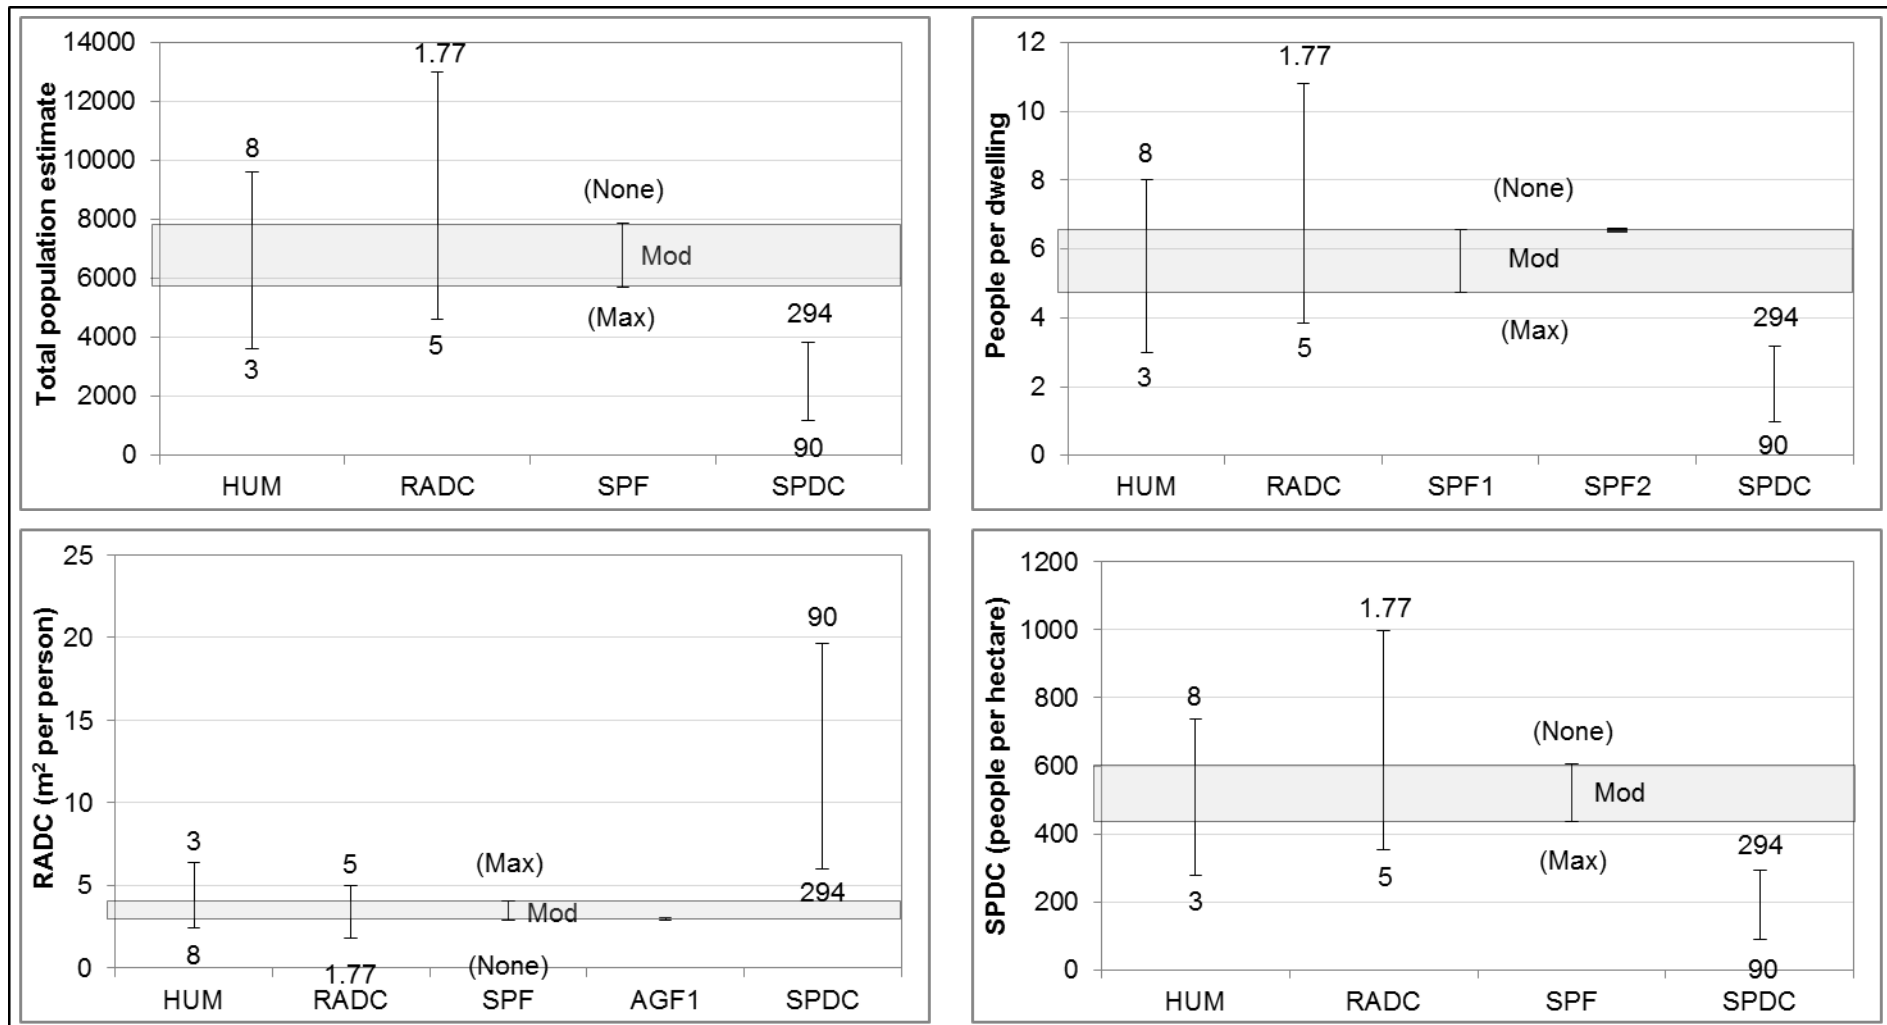 Total population estimate
14000
12000
10000
8000
6000
4000
2000
0
8
3
1.77
5
(None)
Mod
(Max)
294
90
HUM RADC SPF SPDC
People per dwelling
12
10
8
6
4
2
0
8
3
1.77
5
(None)
Mod
(Max)
294
90
HUM RADC SPF1 SPF2 SPDC
RADC (m² per person)
25
20
15
10
5
0
3
8
5
1.77
(Max)
Mod
(None)
90
294
HUM RADC SPF AGF1 SPDC
SPDC (people per hectare)
1200
1000
800
600
400
200
0
8
3
1.77
5
(None)
Mod
(Max)
294
90
HUM RADC SPF SPDC